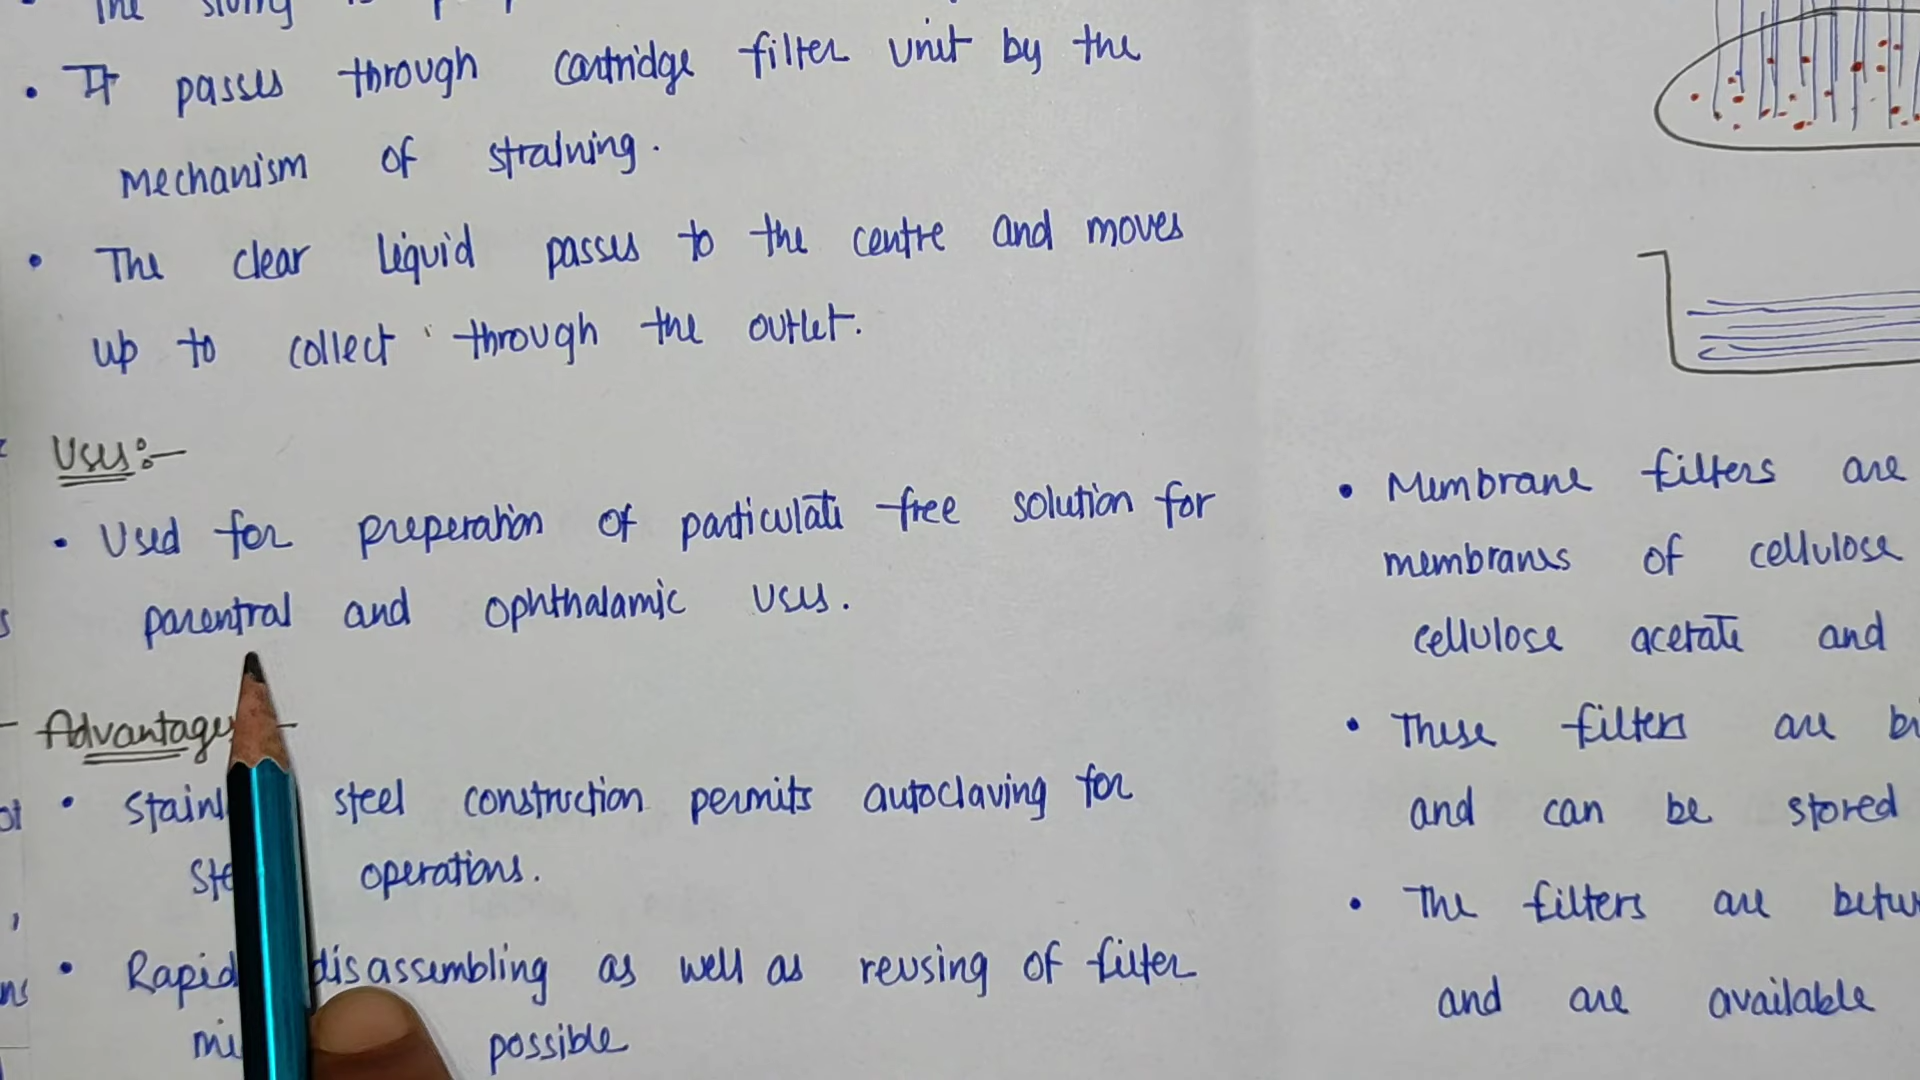 The
• It passes through cartridge filter unit by the
mechanism of straining.
• The clear liquid passes to the centre and moves
up to collect through the outlet.
Uses:-
• Used for preperation of particulate free solution for
parentral and ophthalamic uses.
Advantage
• steel construction permits autoclaving for
operations.
• Rapid disassembling as well as reusing of filter
possible
• Membrane filters are
membranes of cellulose
cellulose acetate and
• These filters are
and can be stored
• The filters are
and are available